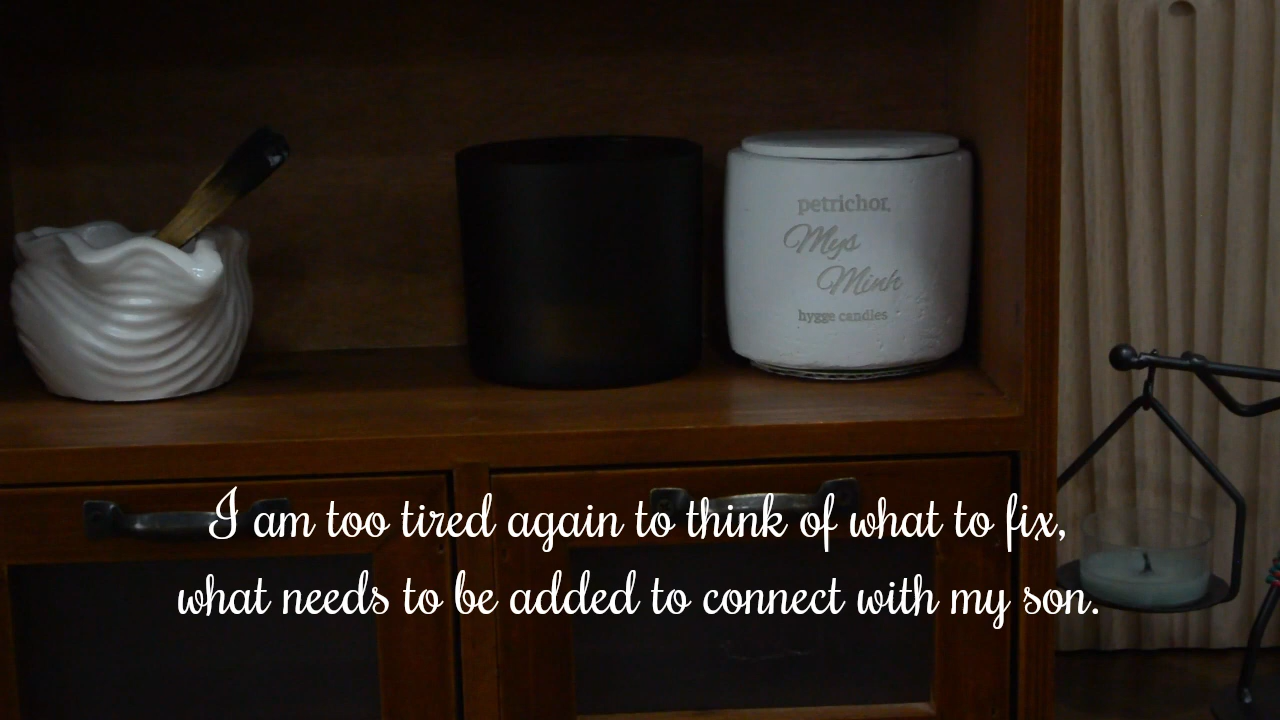 petrichor.
Mys
Minh
hygge candles
I am too tired again to think of what to fix,
what needs to be added to connect with my son.